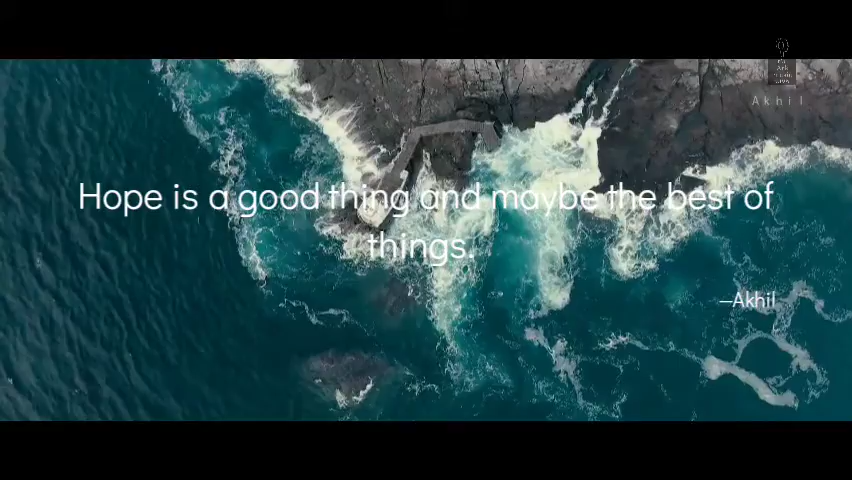 Akhil
Hope is a good thing and maybe the best of
things.
—Akhil